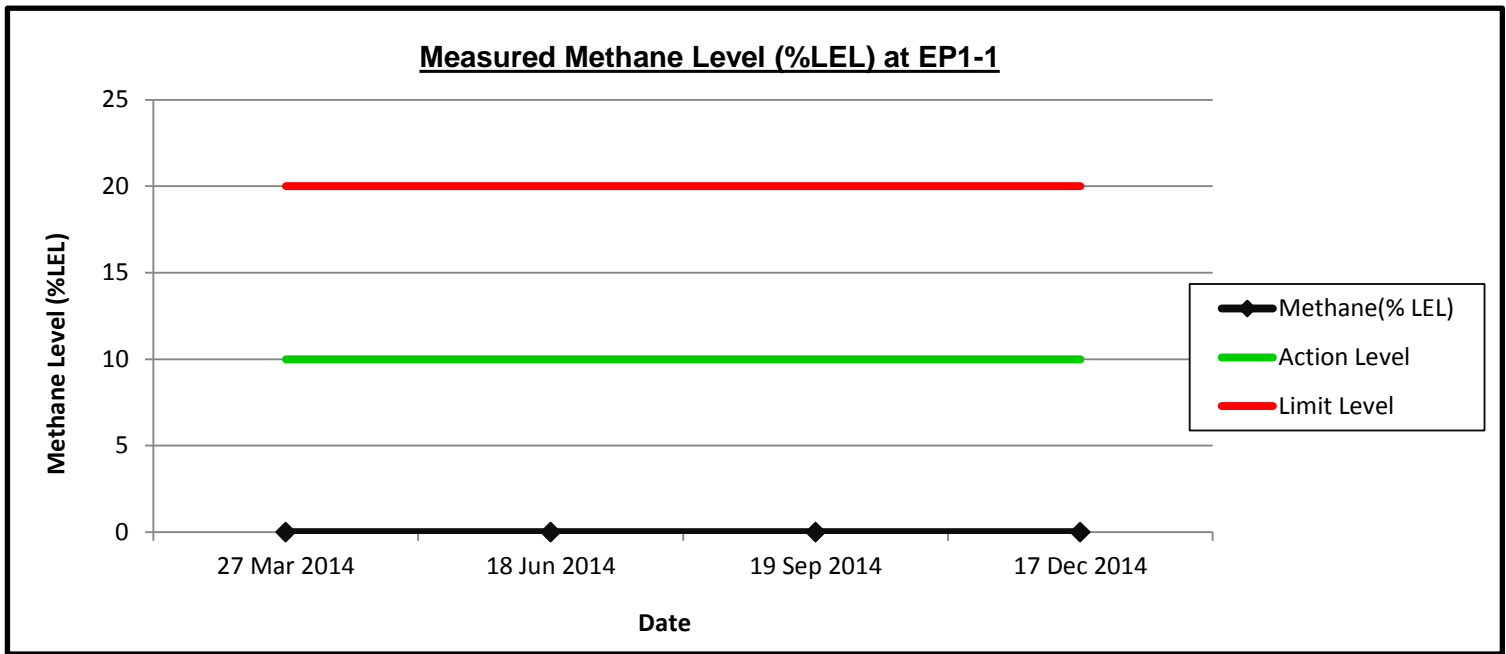 Measured Methane Level (%LEL) at EP1-1
Methane Level (%LEL)
25
20
15
10
5
0
27 Mar 2014
18 Jun 2014
19 Sep 2014
17 Dec 2014
Date
Methane(% LEL)
Action Level
Limit Level